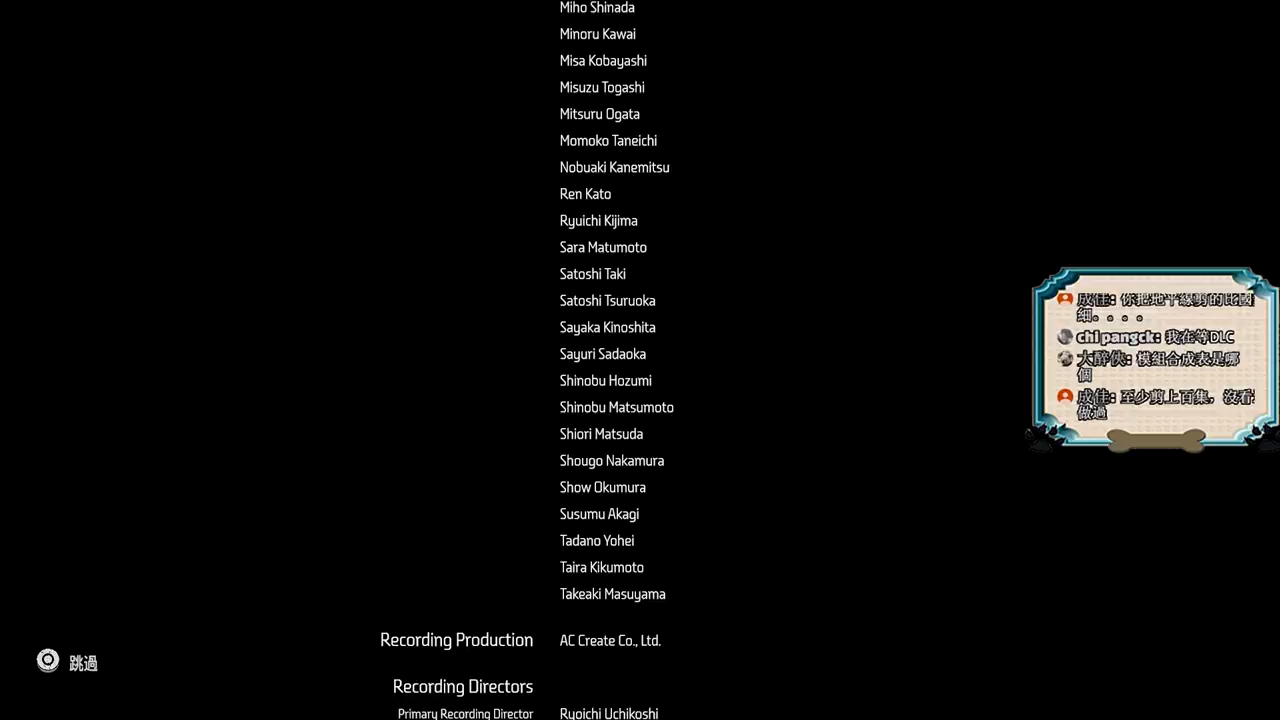 Miho Shinada
Minoru Kawai
Misa Kobayashi
Misuzu Togashi
Mitsuru Ogata
Momoko Taneichi
Nobuaki Kanemitsu
Ren Kato
Ryuichi Kijima
Sara Matumoto
Satoshi Taki
Satoshi Tsuruoka
Sayaka Kinoshita
Sayuri Sadaoka
Shinobu Hozumi
Shinobu Matsumoto
Shiori Matsuda
Shougo Nakamura
Show Okumura
Susumu Akagi
Tadano Yohei
Taira Kikumoto
Takeaki Masuyama
Recording Production AC Create Co., Ltd.
Recording Directors
Primary Recording Director Ryoichi Uchikoshi
跳過
成佳: 你把地平線剪的比
細。。。。
chi pangck: 我在等DLC
大醉俠: 模組合成表是哪
個
成佳: 至少剪上百集，沒看
做過